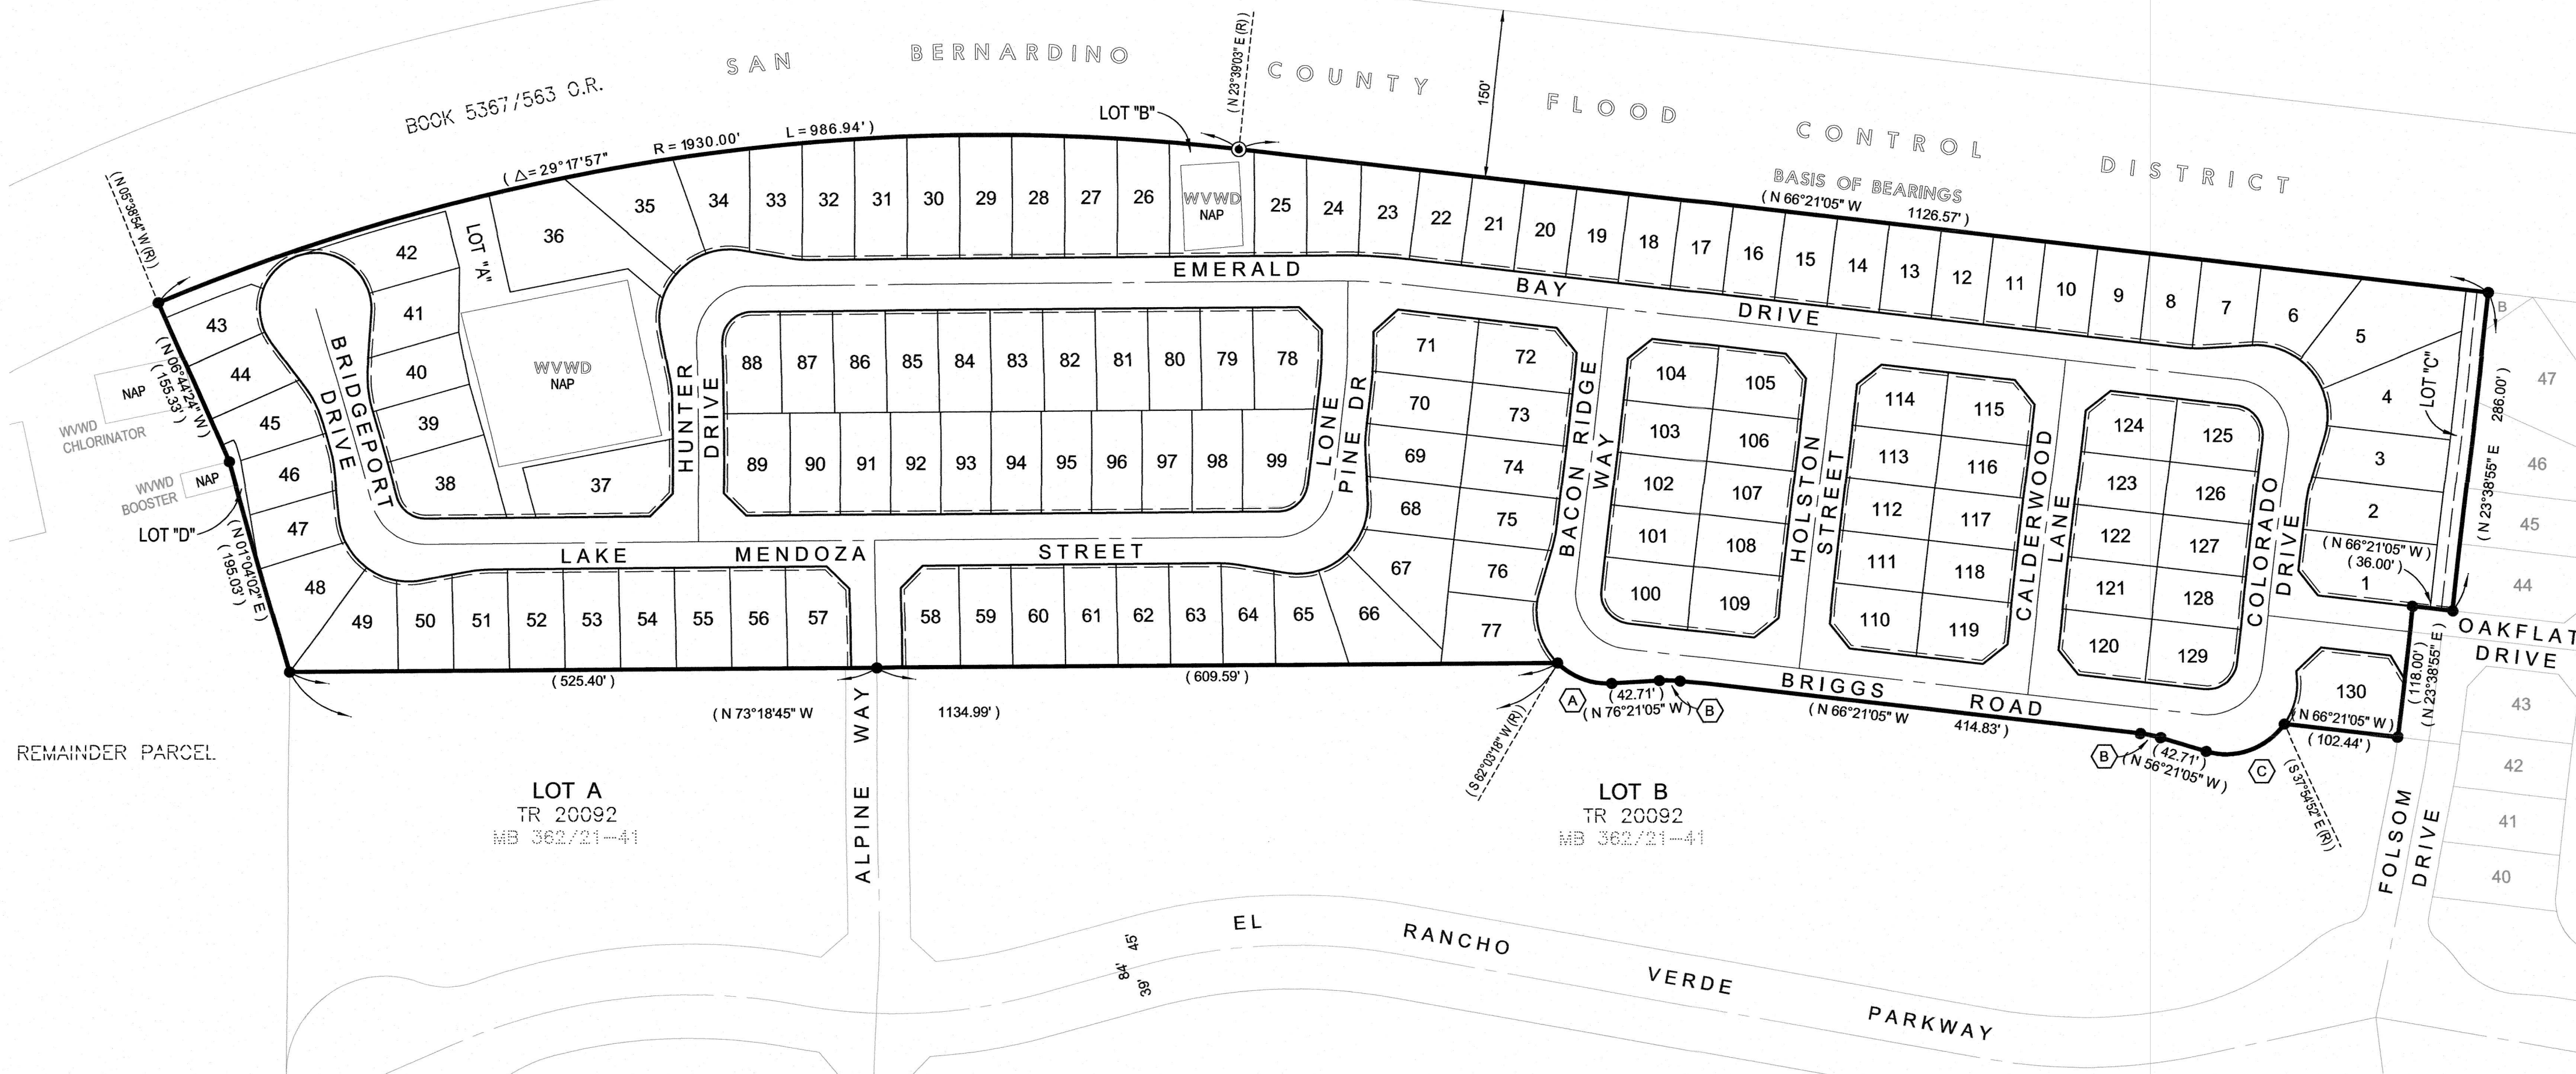 SAN BERNARDINO COUNTY FLOOD CONTROL DISTRICT
BOOK 5367/563 O.R.
( Δ=29°17'57" R = 1930.00' L = 986.94' )
LOT "B"
( N 23°39'03" E (R) )
150'
BASIS OF BEARINGS
( N 66°21'05" W 1126.57' )
( N 05°38'54" W (R) )
35
34
33
32
31
30
29
28
27
26
WVWD
NAP
25
24
23
22
21
20
19
18
17
16
15
14
13
12
11
10
9
8
7
6
5
4
3
2
( N 66°21'05" W )
( 36.00' )
1
LOT "C"
B
( N 23°38'55" E 286.00' )
47
46
45
44
36
LOT "A"
42
41
40
39
38
37
WVWD
NAP
43
44
45
46
47
48
( N 06°44'24" W )
( 155.33' )
NAP
WVWD
CHLORINATOR
NAP
WVWD
BOOSTER
LOT "D"
( N 01°04'02" E )
( 195.03' )
BRIDGEPORT
DRIVE
HUNTER
DRIVE
EMERALD BAY DRIVE
88
87
86
85
84
83
82
81
80
79
78
89
90
91
92
93
94
95
96
97
98
99
LONE
PINE DR
71
72
70
73
69
74
68
75
67
76
66
77
BACON RIDGE
WAY
104
105
103
106
102
107
101
108
100
109
HOLSTON
STREET
114
115
113
116
112
117
111
118
110
119
CALDERWOOD
LANE
124
125
123
126
122
127
121
128
120
129
COLORADO
DRIVE
LAKE MENDOZA STREET
49
50
51
52
53
54
55
56
57
58
59
60
61
62
63
64
65
( 525.40' )
( 609.59' )
( N 73°18'45" W 1134.99' )
A
( 42.71' )
( N 76°21'05" W )
B
( S 62°03'18" W (R) )
BRIGGS ROAD
( N 66°21'05" W 414.83' )
B
( 42.71' )
( N 56°21'05" W )
C
( S 37°54'52" E (R) )
130
( N 66°21'05" W )
( 102.44' )
( 118.00' )
( N 23°38'55" E )
OAKFLAT
DRIVE
43
42
41
40
FOLSOM
DRIVE
REMAINDER PARCEL
LOT A
TR 20092
MB 362/21-41
ALPINE WAY
LOT B
TR 20092
MB 362/21-41
84' 45'
39'
EL RANCHO VERDE PARKWAY